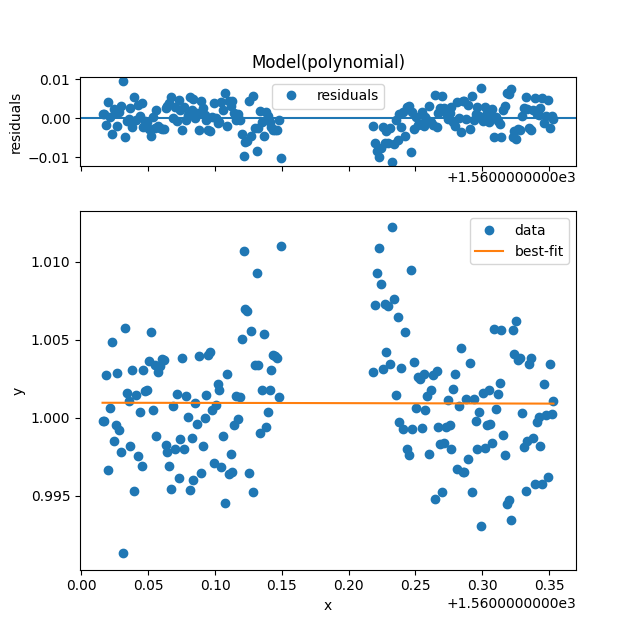 Model(polynomial)
0.01
0.00
−0.01
residuals
residuals
+1.5600000000e3
1.010
1.005
1.000
0.995
y
data
best-fit
0.00 0.05 0.10 0.15 0.20 0.25 0.30 0.35
x
+1.5600000000e3